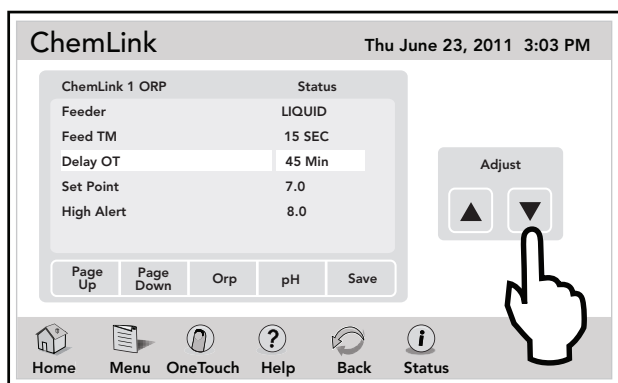 ChemLink
Thu June 23, 2011 3:03 PM
ChemLink 1 ORP Status
Feeder LIQUID
Feed TM 15 SEC
Delay OT 45 Min
Set Point 7.0
High Alert 8.0
Page Up Page Down Orp pH Save
Adjust
Home Menu OneTouch Help Back Status